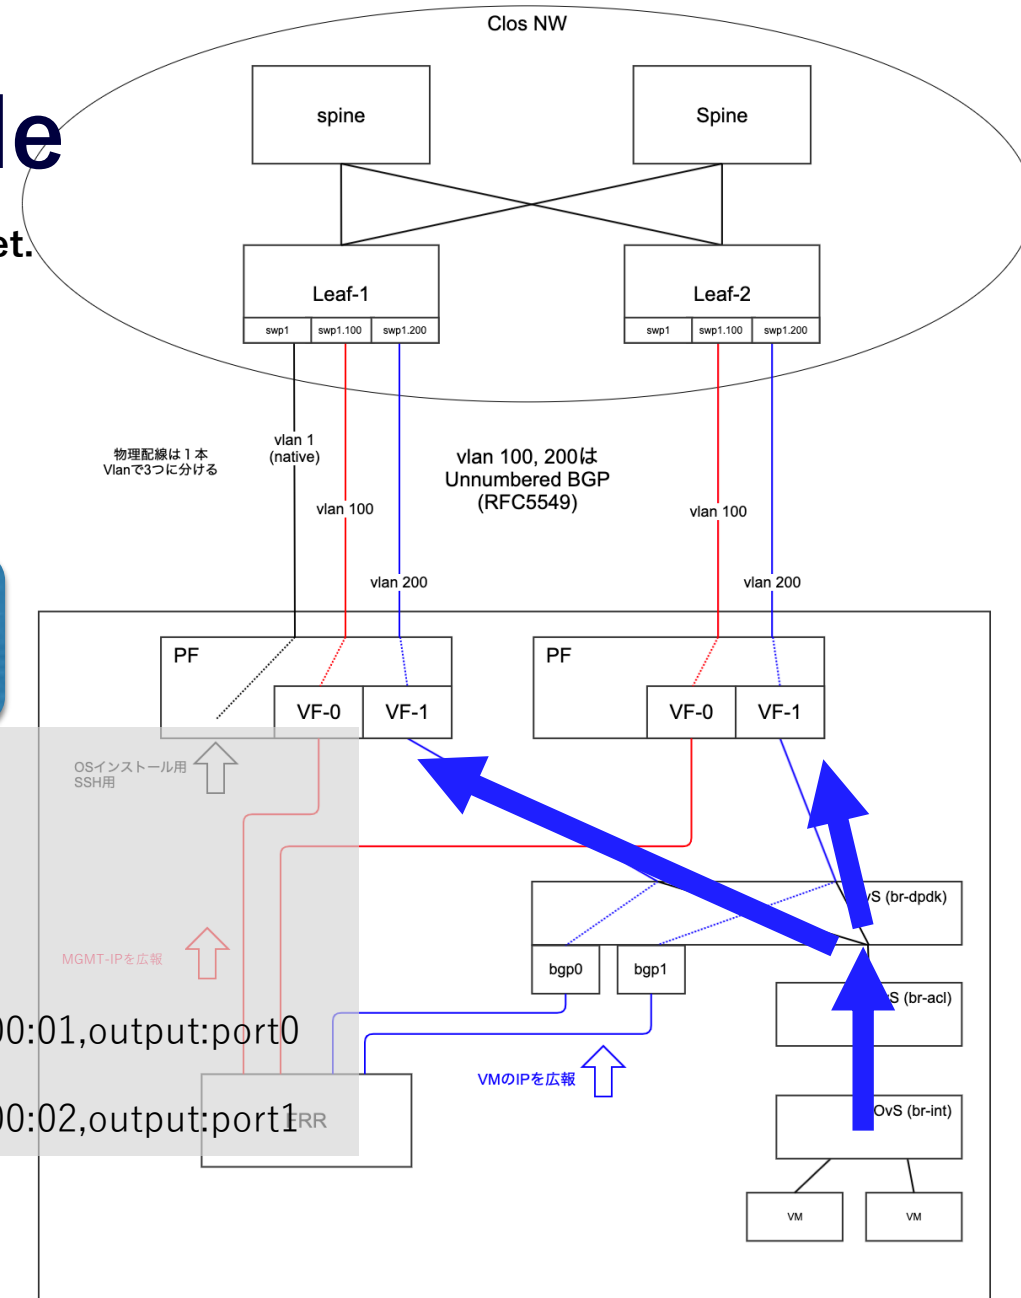 Clos NW
spine
Spine
le
et.
Leaf-1
Leaf-2
swp1
swp1.100
swp1.200
swp1
swp1.100
swp1.200
物理配線は１本
Vlanで3つに分ける
vlan 1
(native)
vlan 100, 200は
Unnumbered BGP
(RFC5549)
vlan 100
vlan 100
vlan 200
vlan 200
PF
PF
VF-0
VF-1
VF-0
VF-1
OSインストール用
SSH用
vS (br-dpdk)
MGMT-IPを広報
bgp0
bgp1
S (br-acl)
00:01,output:port0
VMのIPを広報
00:02,output:port1
FRR
OvS (br-int)
VM
VM